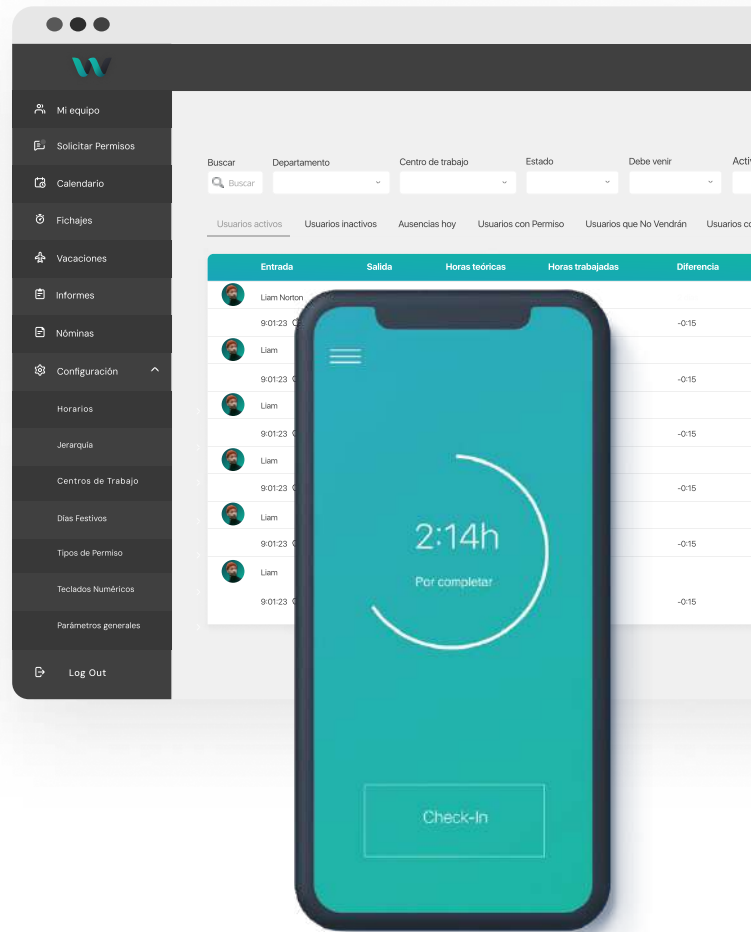 Mi equipo
Solicitar Permisos
Calendario
Fichajes
Vacaciones
Informes
Nóminas
Configuración
Horarios
Jerarquía
Centros de Trabajo
Días Festivos
Tipos de Permiso
Teclados Numéricos
Parámetros generales
Log Out
Buscar Departamento Centro de trabajo Estado Debe venir
Buscar
Usuarios activos Usuarios inactivos Ausencias hoy Usuarios con Permiso Usuarios que No Vendrán Usuarios
Entrada Salida Horas teóricas Horas trabajadas Diferencia
Liam Norton
9:01:23 -0:15
Liam
9:01:23 -0:15
Liam
9:01:23 -0:15
Liam
9:01:23 -0:15
Liam
9:01:23 -0:15
Liam
9:01:23 -0:15
2:14h
Por completar
Check-In